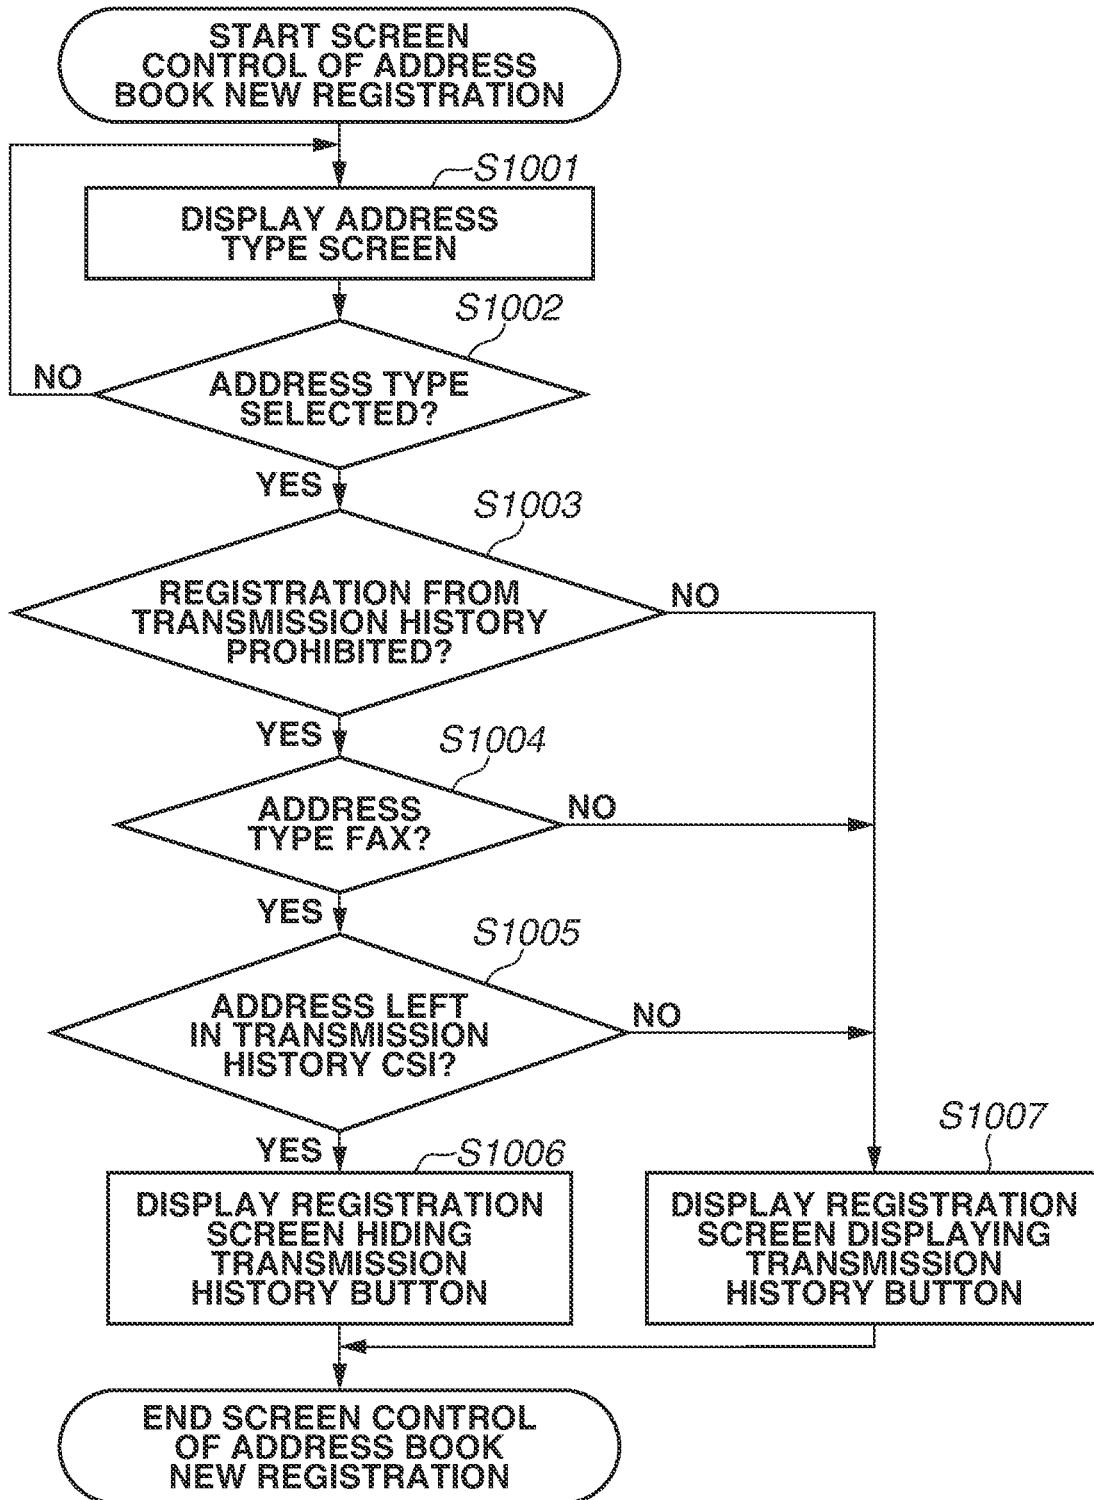 START SCREEN
CONTROL OF ADDRESS
BOOK NEW REGISTRATION
S1001
DISPLAY ADDRESS
TYPE SCREEN
S1002
NO
ADDRESS TYPE
SELECTED?
YES
S1003
REGISTRATION FROM
TRANSMISSION HISTORY
PROHIBITED?
NO
YES
S1004
ADDRESS
TYPE FAX?
NO
YES
S1005
ADDRESS LEFT
IN TRANSMISSION
HISTORY CSI?
NO
YES
S1006
DISPLAY REGISTRATION
SCREEN HIDING
TRANSMISSION
HISTORY BUTTON
S1007
DISPLAY REGISTRATION
SCREEN DISPLAYING
TRANSMISSION
HISTORY BUTTON
END SCREEN CONTROL
OF ADDRESS BOOK
NEW REGISTRATION